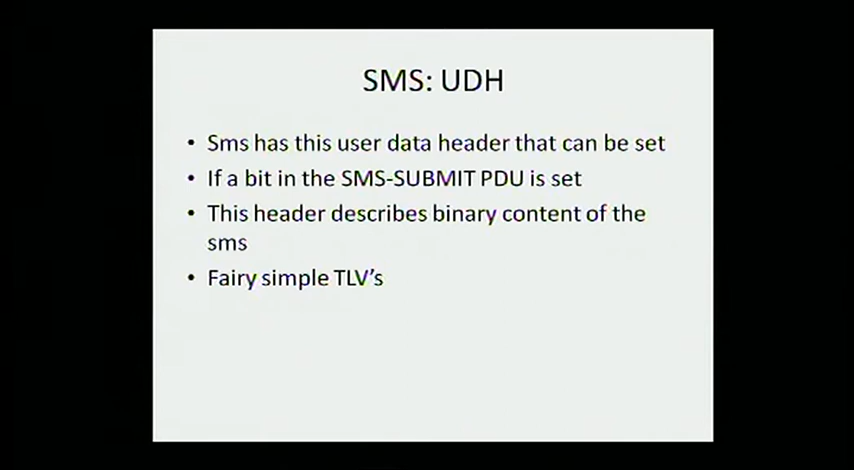 SMS: UDH
• Sms has this user data header that can be set
• If a bit in the SMS-SUBMIT PDU is set
• This header describes binary content of the
sms
• Fairy simple TLV's